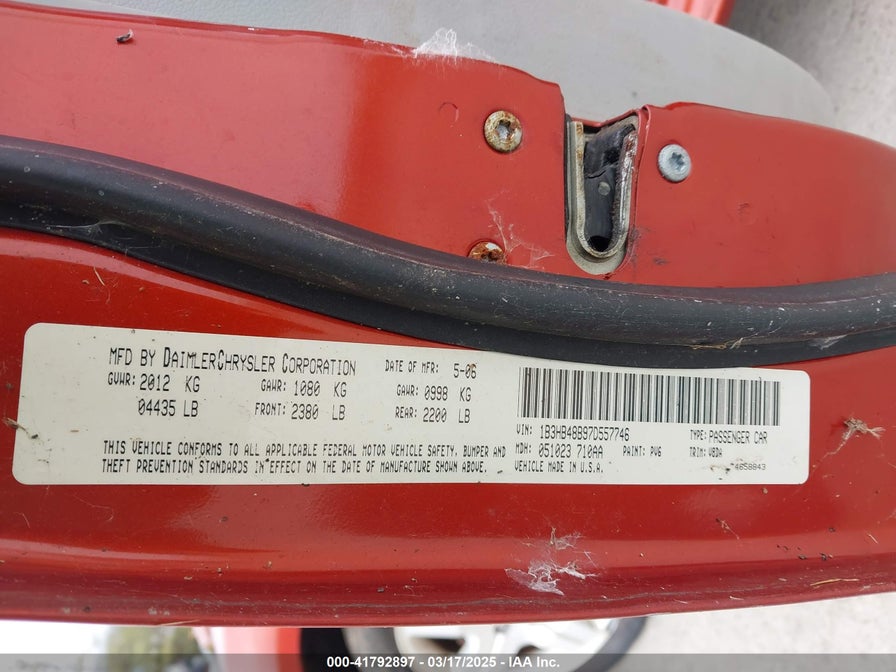 MFD BY DAIMLERCHRYSLER CORPORATION DATE OF MFR: 5-06
GVWR: 2012 KG GAWR: 1080 KG GAWR: 0998 KG
04435 LB FRONT: 2380 LB REAR: 2200 LB
VIN: 1B3HB48B97D557746 TYPE: PASSENGER CAR
THIS VEHICLE CONFORMS TO ALL APPLICABLE FEDERAL MOTOR VEHICLE SAFETY, BUMPER AND
THEFT PREVENTION STANDARDS IN EFFECT ON THE DATE OF MANUFACTURE SHOWN ABOVE.
MDH: 051023 710AA PAINT: PVG TRIM: VBDA
VEHICLE MADE IN U.S.A. 4658843
000-41792897 - 03/17/2025 - IAA Inc.